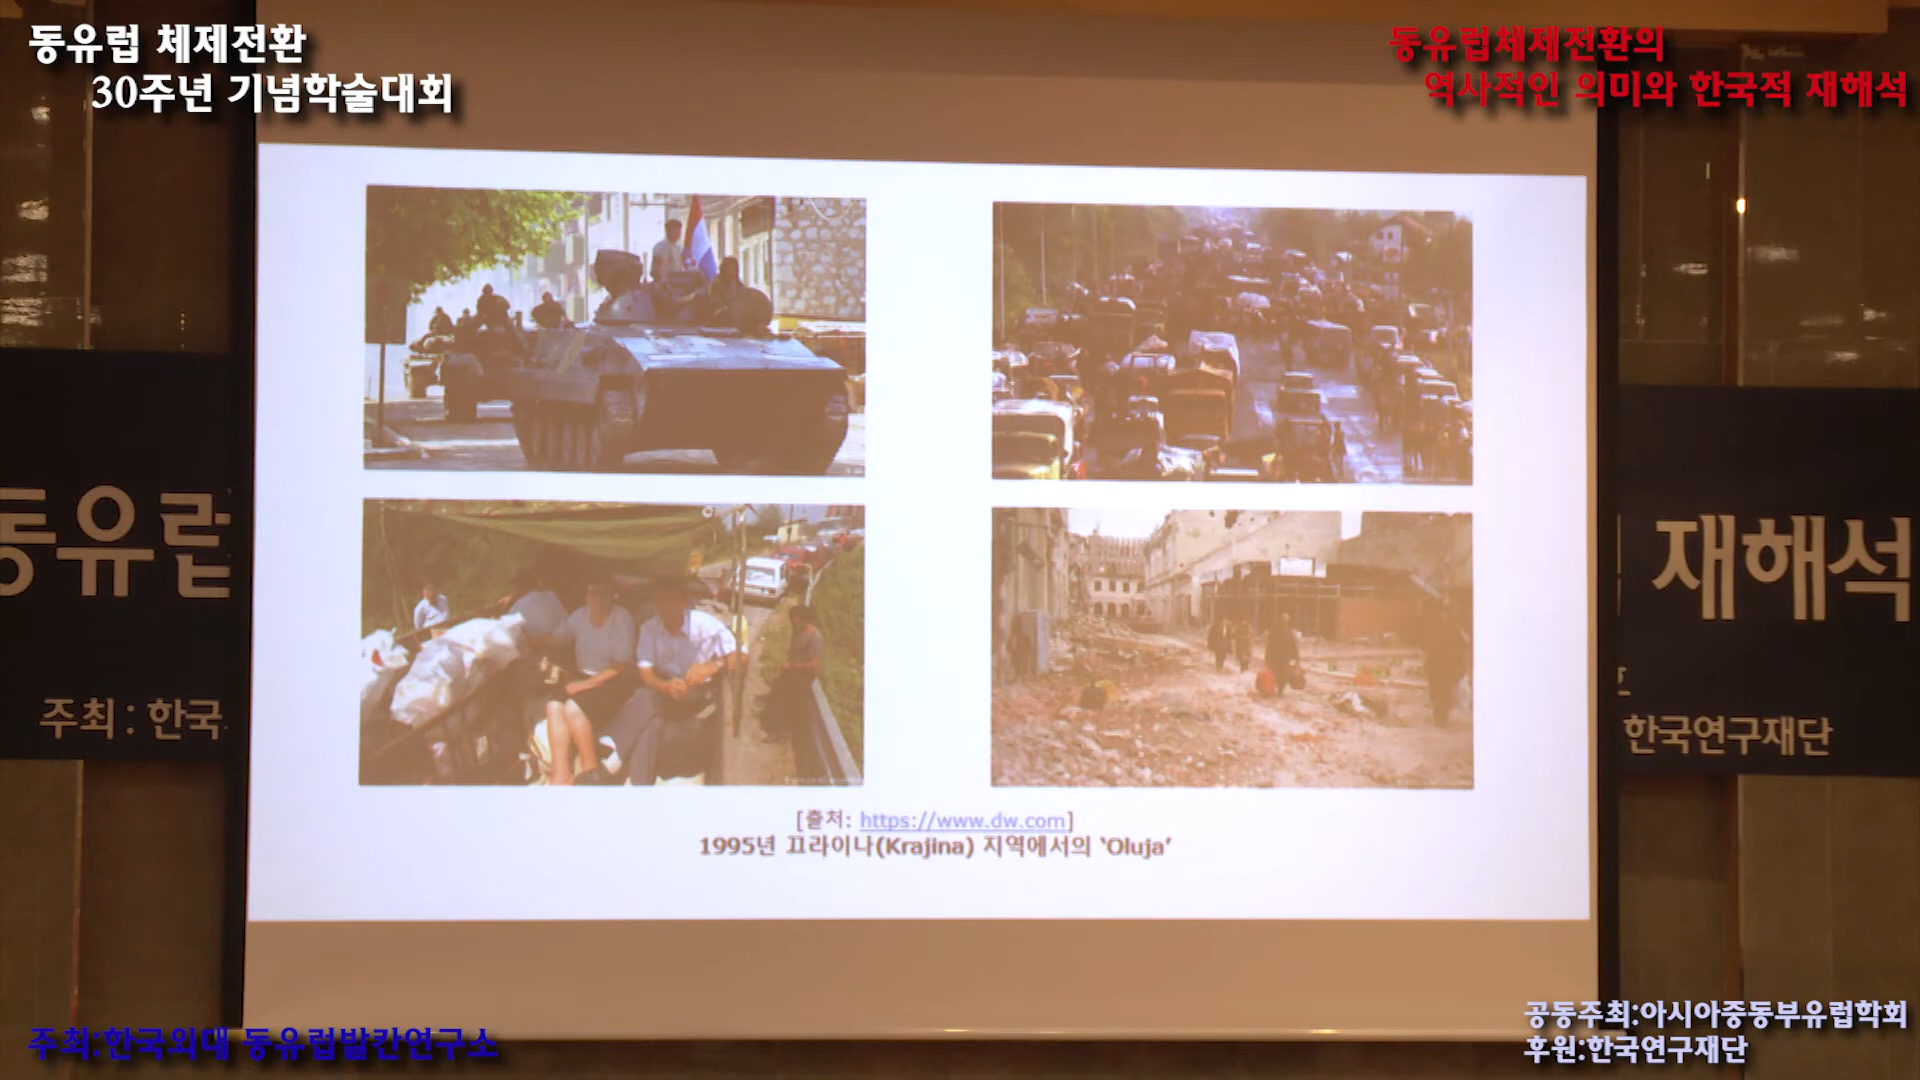 동유럽 체제전환
30주년 기념학술대회
동유럽체제전환의
역사적인 의미와 한국적 재해석
동유럽
재해석
주최 : 한국
한국연구재단
[출처: https://www.dw.com]
1995년 끄라이나(Krajina) 지역에서의 ‘Oluja’
주최:한국외대 동유럽발칸연구소
공동주최:아시아중동부유럽학회
후원:한국연구재단